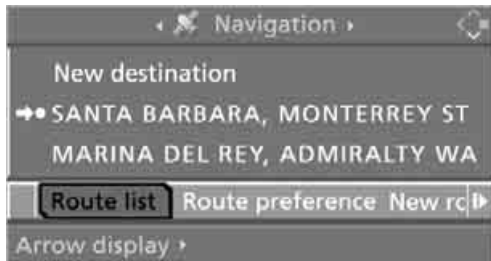 Navigation
New destination
SANTA BARBARA, MONTERREY ST
MARINA DEL REY, ADMIRALTY WA
Route list Route preference New rc
Arrow display